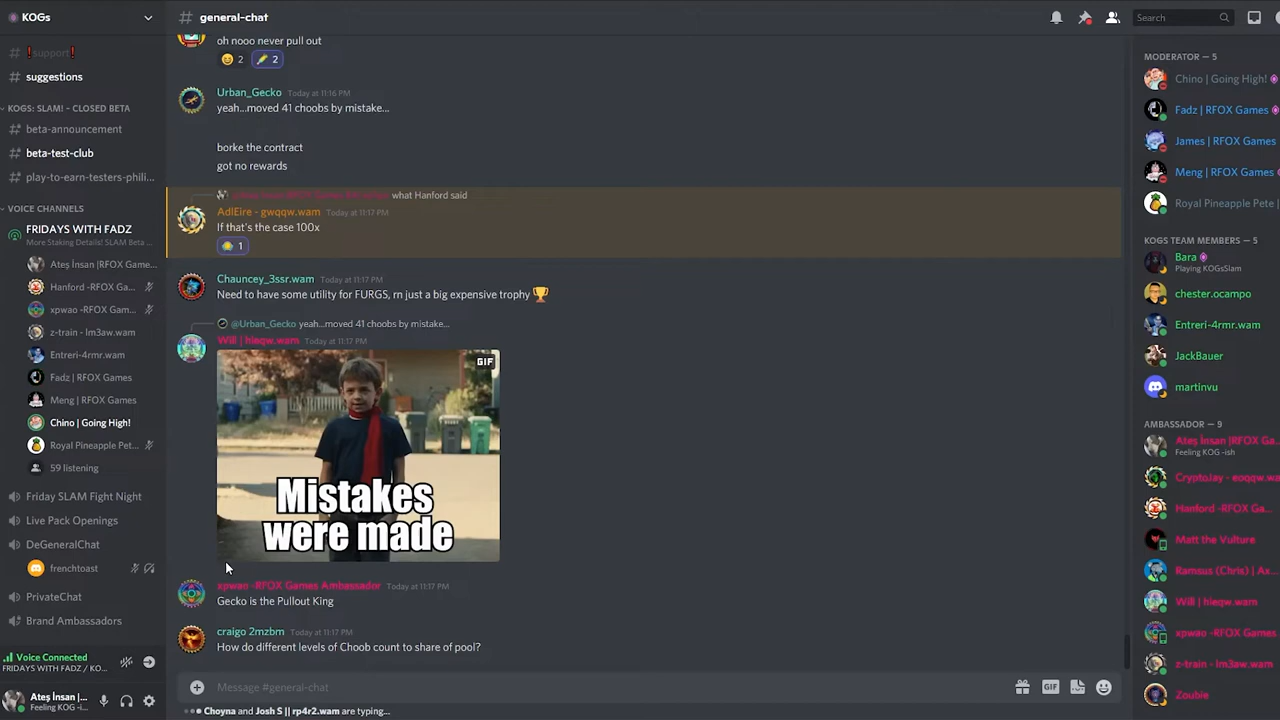 KOGs
❗support❗
suggestions
KOGS: SLAM! - CLOSED BETA
beta-announcement
beta-test-club
play-to-earn-testers-phili...
VOICE CHANNELS
FRIDAYS WITH FADZ
More Staking Details! SLAM Beta ...
Ateş İnsan |RFOX Game...
Hanford -RFOX Ga...
xpwao -RFOX Gam...
z-train - lm3aw.wam
Entreri-4rmr.wam
Fadz | RFOX Games
Meng | RFOX Games
Chino | Going High!
Royal Pineapple Pet...
59 listening
Friday SLAM Fight Night
Live Pack Openings
DeGeneralChat
frenchtoast
PrivateChat
Brand Ambassadors
Voice Connected
FRIDAYS WITH FADZ / KO...
Ateş İnsan |...
Feeling KOG -i...
# general-chat
Search
oh nooo never pull out
2 2
Urban_Gecko Today at 11:16 PM
yeah...moved 41 choobs by mistake...
borke the contract
got no rewards
what Hanford said
AdlEire - gwqqw.wam Today at 11:17 PM
If that's the case 100x
1
Chauncey_3ssr.wam Today at 11:17 PM
Need to have some utility for FURGS, rn just a big expensive trophy 🏆
@Urban_Gecko yeah...moved 41 choobs by mistake...
Will | hieqw.wam Today at 11:17 PM
GIF
Mistakes
were made
xpwao -RFOX Games Ambassador Today at 11:17 PM
Gecko is the Pullout King
craigo 2mzbm Today at 11:17 PM
How do different levels of Choob count to share of pool?
Message #general-chat
GIF
Choyna and Josh S || rp4r2.wam are typing...
MODERATOR — 5
Chino | Going High!
Fadz | RFOX Games
James | RFOX Games
Meng | RFOX Games
Royal Pineapple Pete |
KOGS TEAM MEMBERS — 5
Bara
Playing KOGsSlam
chester.ocampo
Entreri-4rmr.wam
JackBauer
martinvu
AMBASSADOR — 9
Ateş İnsan |RFOX Ga
Feeling KOG -ish
CryptoJay - eoqqw.wa
Hanford -RFOX Ga...
Matt the Vulture
Ramsus (Chris) | Ax...
Will | hieqw.wam
xpwao -RFOX Games
z-train - lm3aw.wam
Zouble